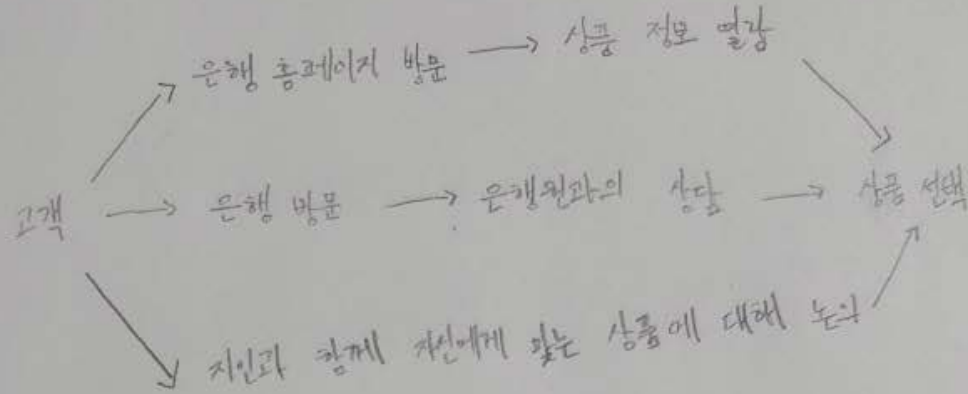 은행 홈페이지 방문 → 상품 정보 열람
고객 → 은행 방문 → 은행원과의 상담 → 상품 선택
지인과 함께 자신에게 맞는 상품에 대해 논의